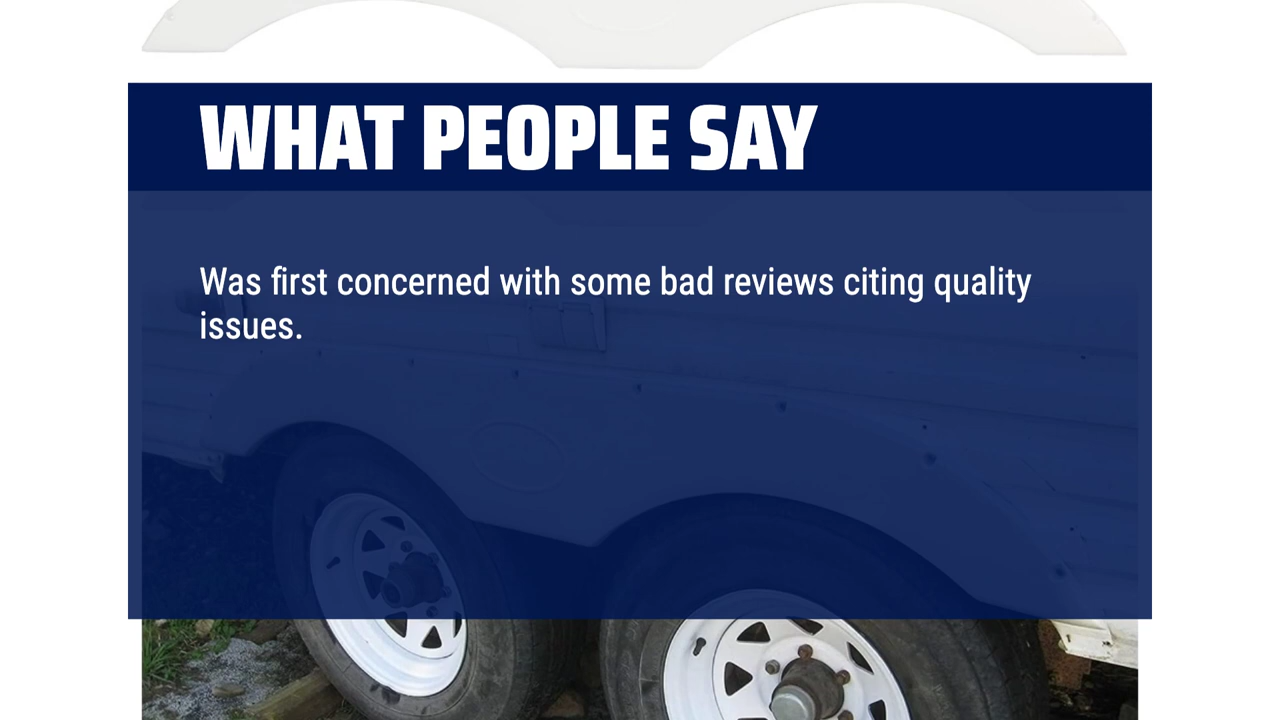 WHAT PEOPLE SAY
Was first concerned with some bad reviews citing quality
issues.